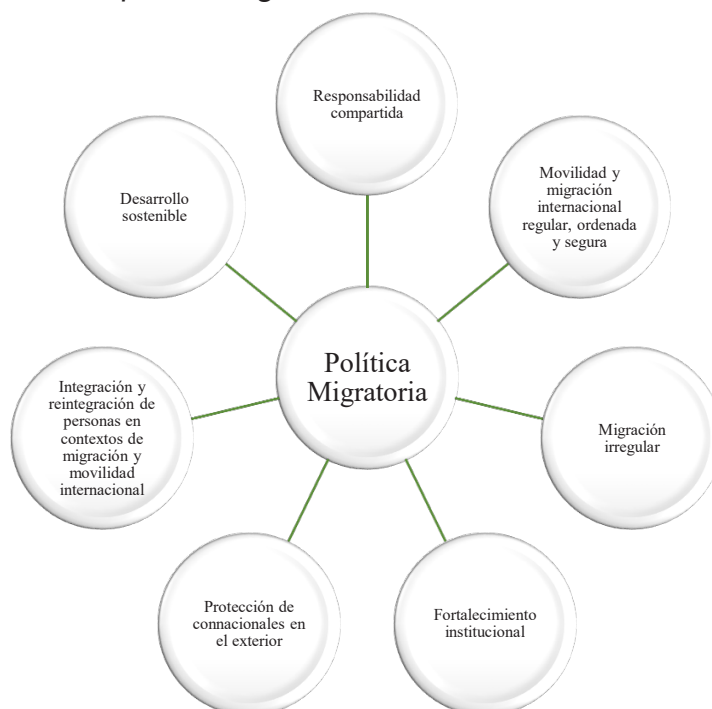 Responsabilidad
compartida
Movilidad y
migración
internacional
regular, ordenada
y segura
Migración
irregular
Fortalecimiento
institucional
Protección de
connacionales en
el exterior
Integración y
reintegración de
personas en
contextos de
migración y
movilidad
internacional
Desarrollo
sostenible
Política
Migratoria